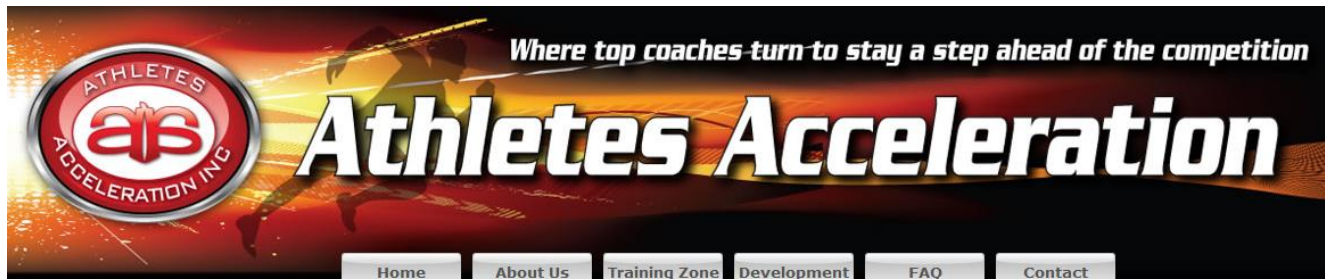 Where top coaches turn to stay a step ahead of the competition
ATHLETES
ACCELERATION INC
Athletes Acceleration
Home About Us Training Zone Development FAQ Contact